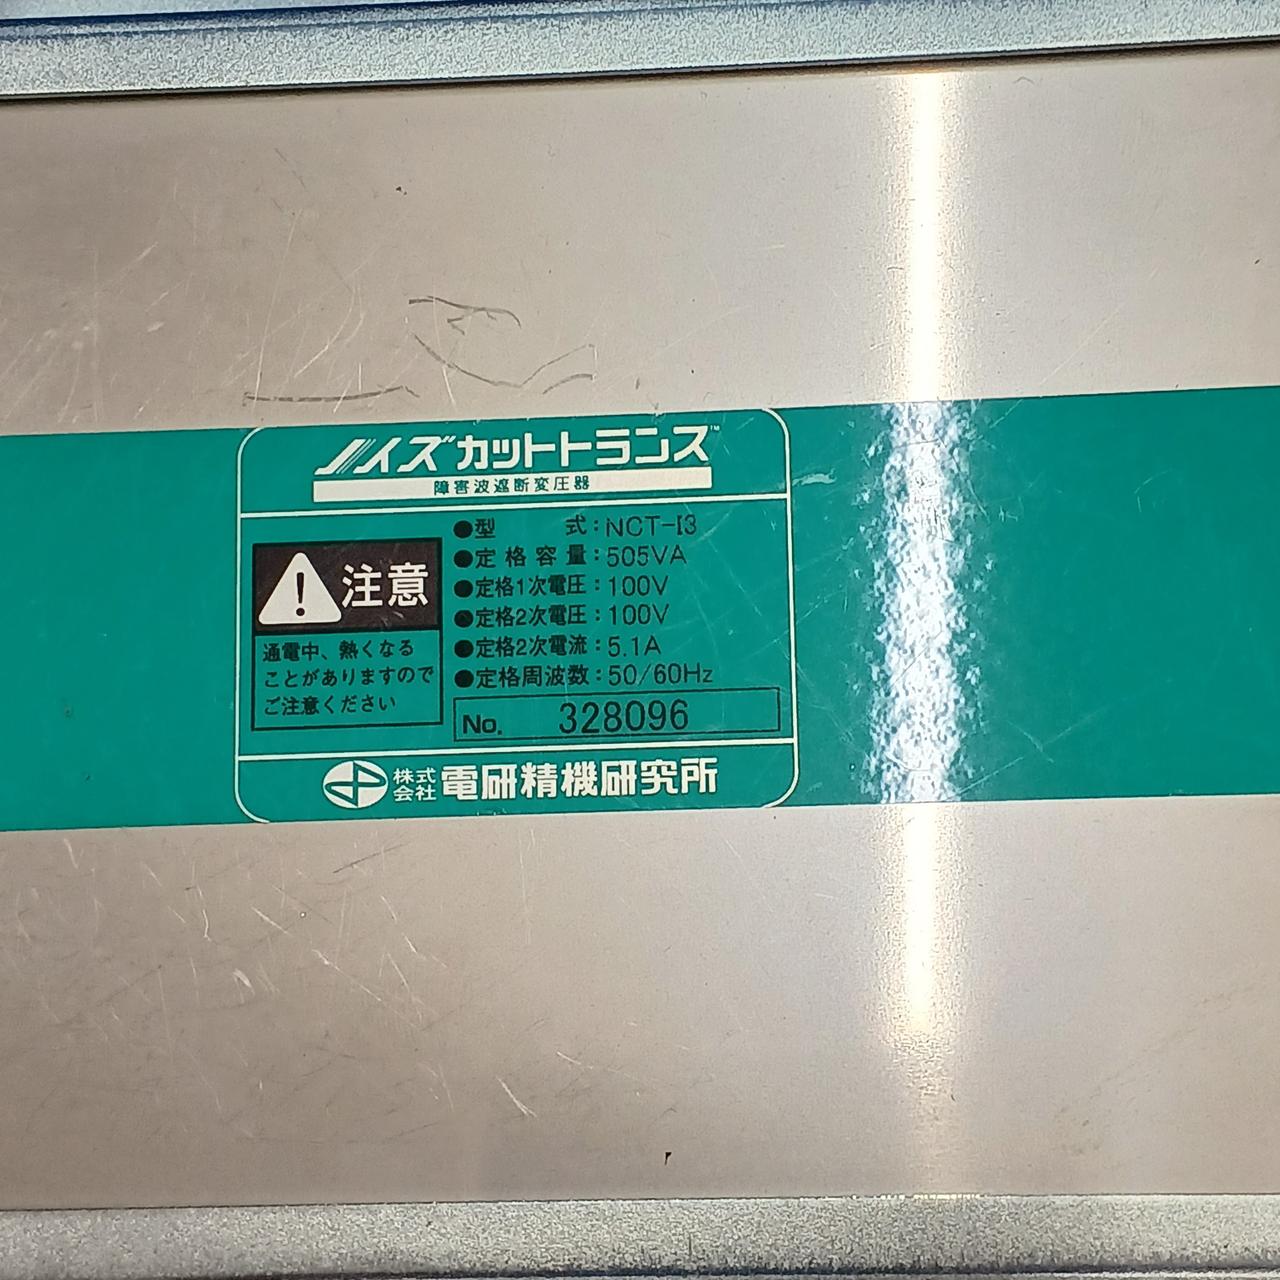 ノイズカットトランス™
障害波遮断変圧器
注意
通電中、熱くなる
ことがありますので
ご注意ください
●型 式：NCT-I3
●定格容量：505VA
●定格1次電圧：100V
●定格2次電圧：100V
●定格2次電流：5.1A
●定格周波数：50/60Hz
No. 328096
株式会社 電研精機研究所